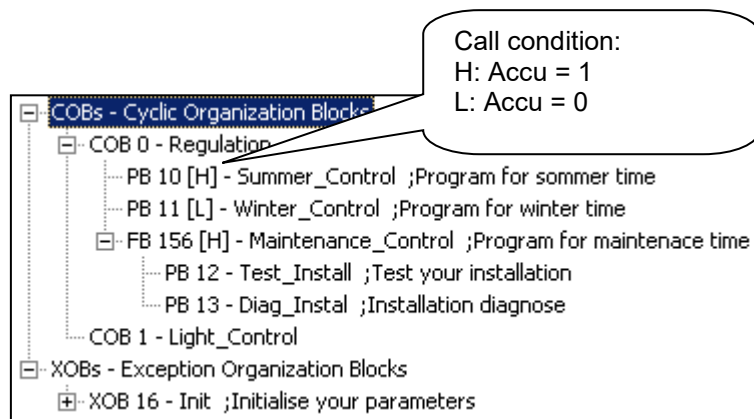 Call condition:
H: Accu = 1
L: Accu = 0
COBs - Cyclic Organization Blocks
COB 0 - Regulation
PB 10 [H] - Summer_Control ;Program for sommer time
PB 11 [L] - Winter_Control ;Program for winter time
FB 156 [H] - Maintenance_Control ;Program for maintenace time
PB 12 - Test_Install ;Test your installation
PB 13 - Diag_Instal ;Installation diagnose
COB 1 - Light_Control
XOBs - Exception Organization Blocks
XOB 16 - Init ;Initialise your parameters